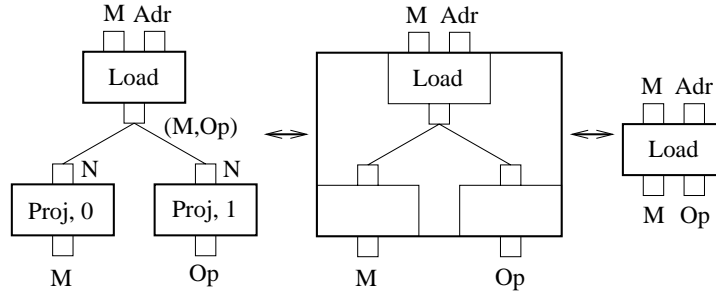 M Adr
Load
(M,Op)
N N
Proj, 0 Proj, 1
M Op
M Adr
Load
M Op
M Adr
Load
M Op